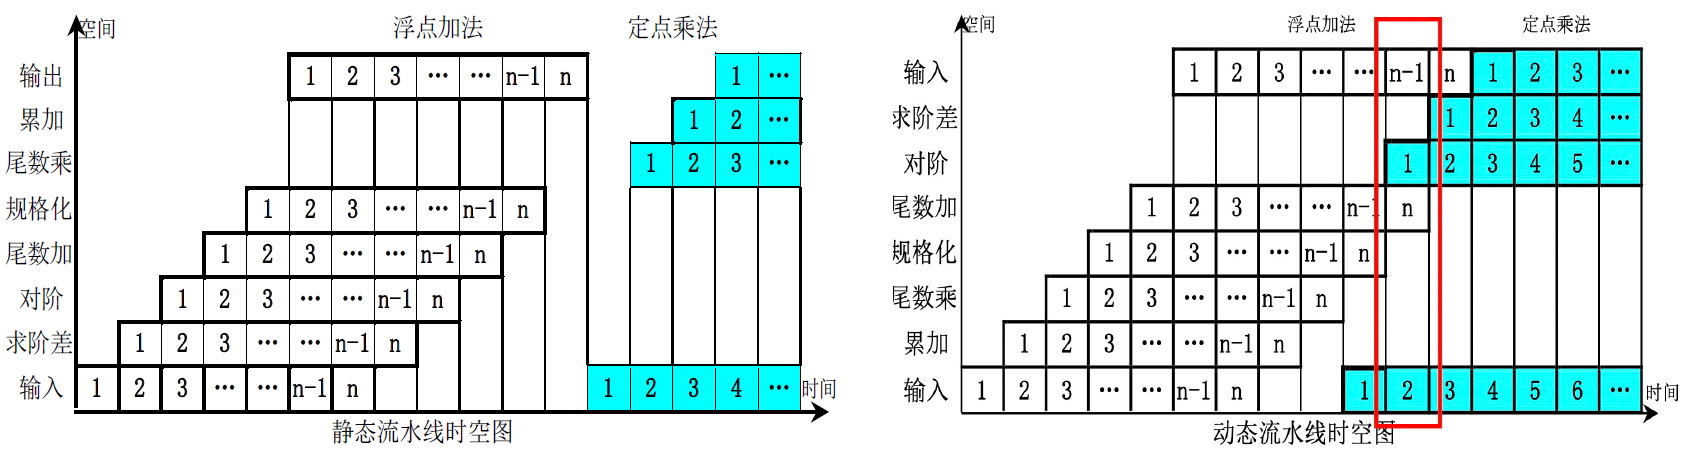 空间 浮点加法 定点乘法
输出 1 2 3 … … n-1 n 1 …
累加 1 2 …
尾数乘 1 2 3 …
规格化 1 2 3 … … n-1 n
尾数加 1 2 3 … … n-1 n
对阶 1 2 3 … … n-1 n
求阶差 1 2 3 … … n-1 n
输入 1 2 3 … … n-1 n 1 2 3 4 … 时间
静态流水线时空图
空间 浮点加法 定点乘法
输入 1 2 3 … … n-1 n 1 2 3 …
求阶差 1 2 3 4 …
对阶 1 2 3 4 5 …
尾数加 1 2 3 … … n-1 n
规格化 1 2 3 … … n-1 n
尾数乘 1 2 3 … … n-1 n
累加 1 2 3 … … n-1 n
输入 1 2 3 … … n-1 n 1 2 3 4 5 6 … 时间
动态流水线时空图